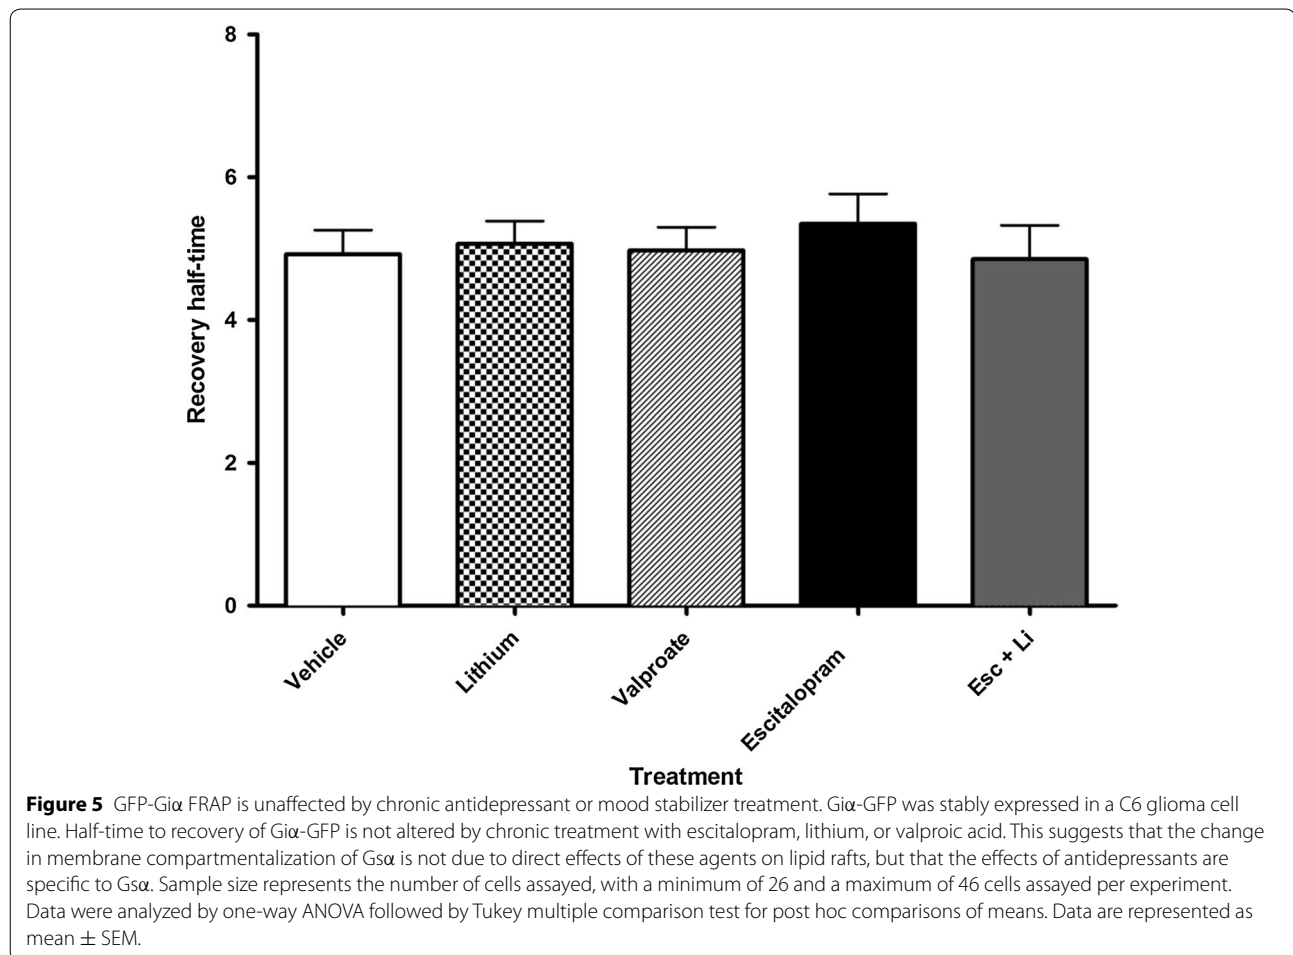 8
6
4
2
0
Recovery half-time
Vehicle
Lithium
Valproate
Escitalopram
Esc + Li
Treatment
Figure 5 GFP-Giα FRAP is unaffected by chronic antidepressant or mood stabilizer treatment. Giα-GFP was stably expressed in a C6 glioma cell
line. Half-time to recovery of Giα-GFP is not altered by chronic treatment with escitalopram, lithium, or valproic acid. This suggests that the change
in membrane compartmentalization of Gsα is not due to direct effects of these agents on lipid rafts, but that the effects of antidepressants are
specific to Gsα. Sample size represents the number of cells assayed, with a minimum of 26 and a maximum of 46 cells assayed per experiment.
Data were analyzed by one-way ANOVA followed by Tukey multiple comparison test for post hoc comparisons of means. Data are represented as
mean ± SEM.